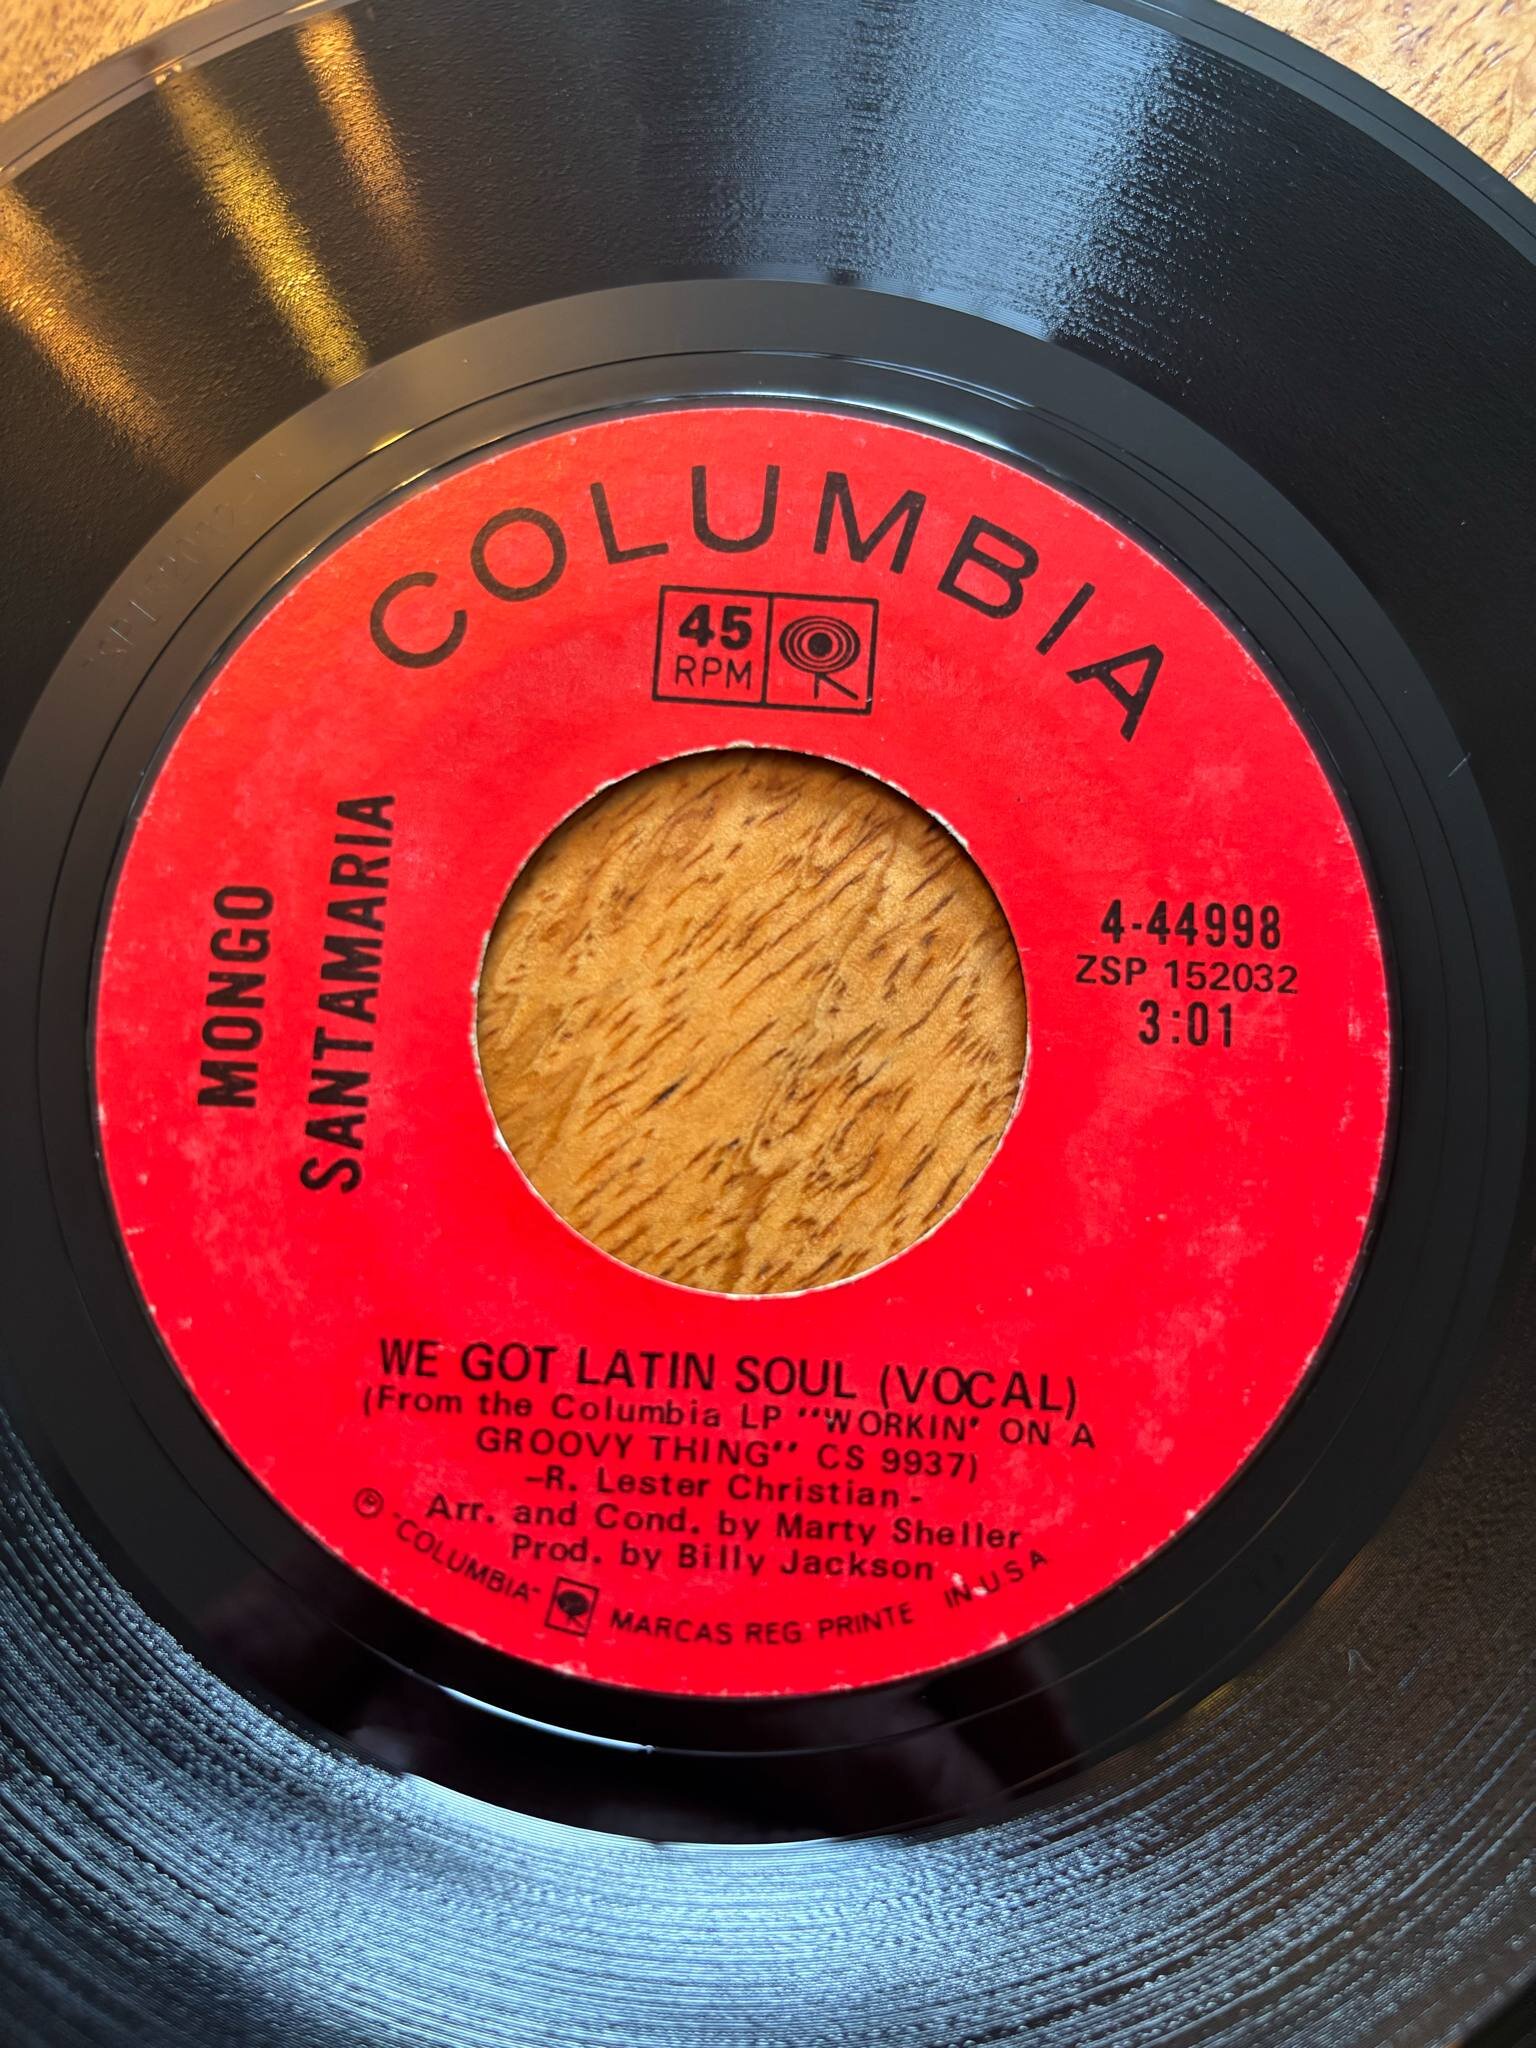 COLUMBIA
45
RPM
MONGO
SANTAMARIA
4-44998
ZSP 152032
3:01
WE GOT LATIN SOUL (VOCAL)
(From the Columbia LP "WORKIN' ON A
GROOVY THING" CS 9937)
-R. Lester Christian-
Arr. and Cond. by Marty Sheller
Prod. by Billy Jackson
℗ "COLUMBIA" MARCAS REG. PRINTE IN U.S.A.